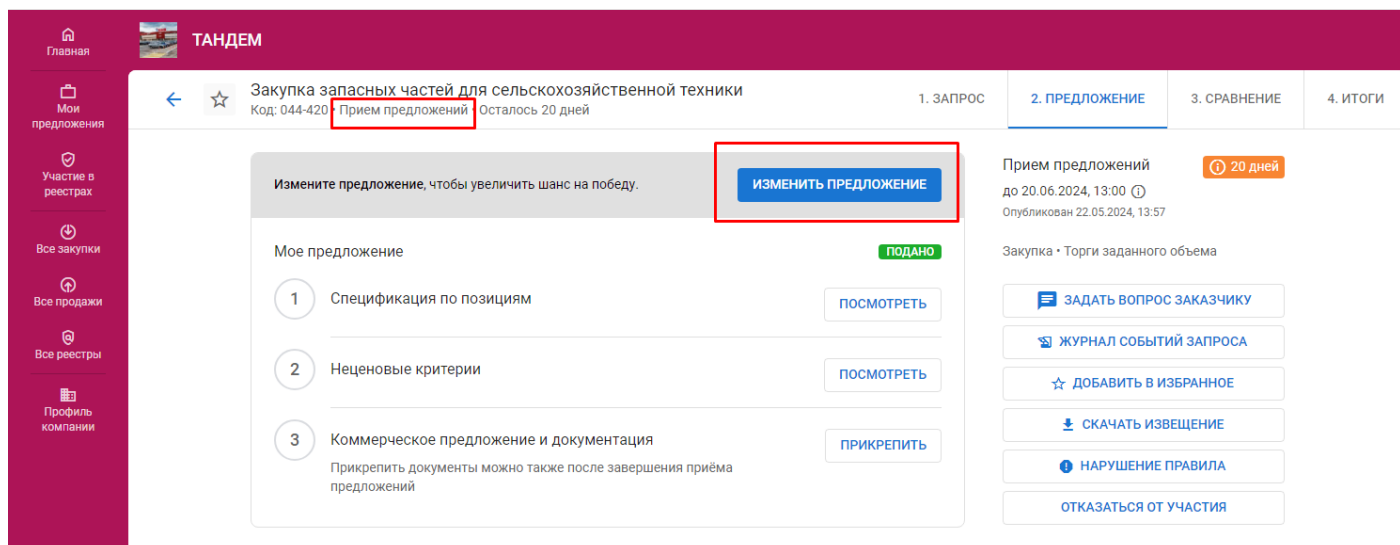 Главная
Мои
предложения
Участие в
реестрах
Все закупки
Все продажи
Все реестры
Профиль
компании
ТАНДЕМ
Закупка запасных частей для сельскохозяйственной техники
Код: 044-420 • Прием предложений • Осталось 20 дней
1. ЗАПРОС
2. ПРЕДЛОЖЕНИЕ
3. СРАВНЕНИЕ
4. ИТОГИ
Измените предложение, чтобы увеличить шанс на победу.
ИЗМЕНИТЬ ПРЕДЛОЖЕНИЕ
Мое предложение
ПОДАНО
1 Спецификация по позициям
ПОСМОТРЕТЬ
2 Неценовые критерии
ПОСМОТРЕТЬ
3 Коммерческое предложение и документация
ПРИКРЕПИТЬ
Прикрепить документы можно также после завершения приёма
предложений
Прием предложений
20 дней
до 20.06.2024, 13:00
Опубликован 22.05.2024, 13:57
Закупка • Торги заданного объема
ЗАДАТЬ ВОПРОС ЗАКАЗЧИКУ
ЖУРНАЛ СОБЫТИЙ ЗАПРОСА
ДОБАВИТЬ В ИЗБРАННОЕ
СКАЧАТЬ ИЗВЕЩЕНИЕ
НАРУШЕНИЕ ПРАВИЛА
ОТКАЗАТЬСЯ ОТ УЧАСТИЯ